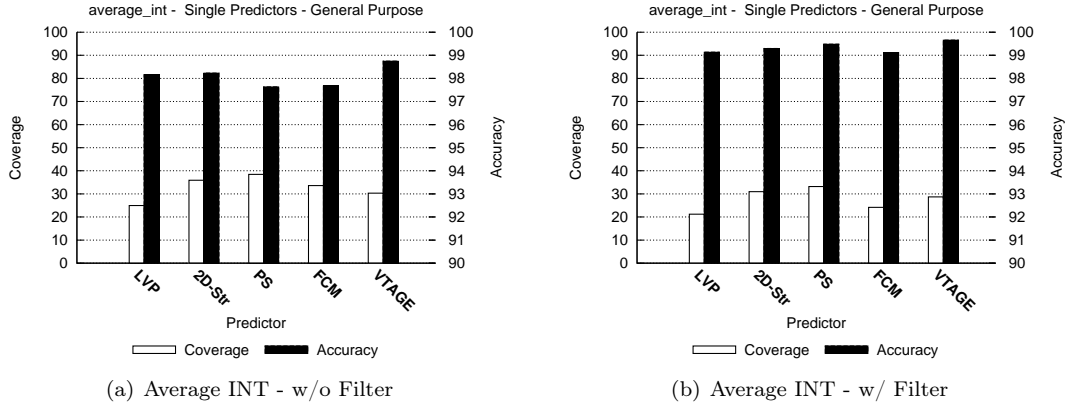 average_int -  Single Predictors - General Purpose
100
90
80
70
60
50
40
30
20
10
0
Coverage
100
99
98
97
96
95
94
93
92
91
90
Accuracy
LVP
2D-Str
PS
FCM
VTAGE
Predictor
Coverage
Accuracy
(a) Average INT - w/o Filter
average_int -  Single Predictors - General Purpose
100
90
80
70
60
50
40
30
20
10
0
Coverage
100
99
98
97
96
95
94
93
92
91
90
Accuracy
LVP
2D-Str
PS
FCM
VTAGE
Predictor
Coverage
Accuracy
(b) Average INT - w/ Filter